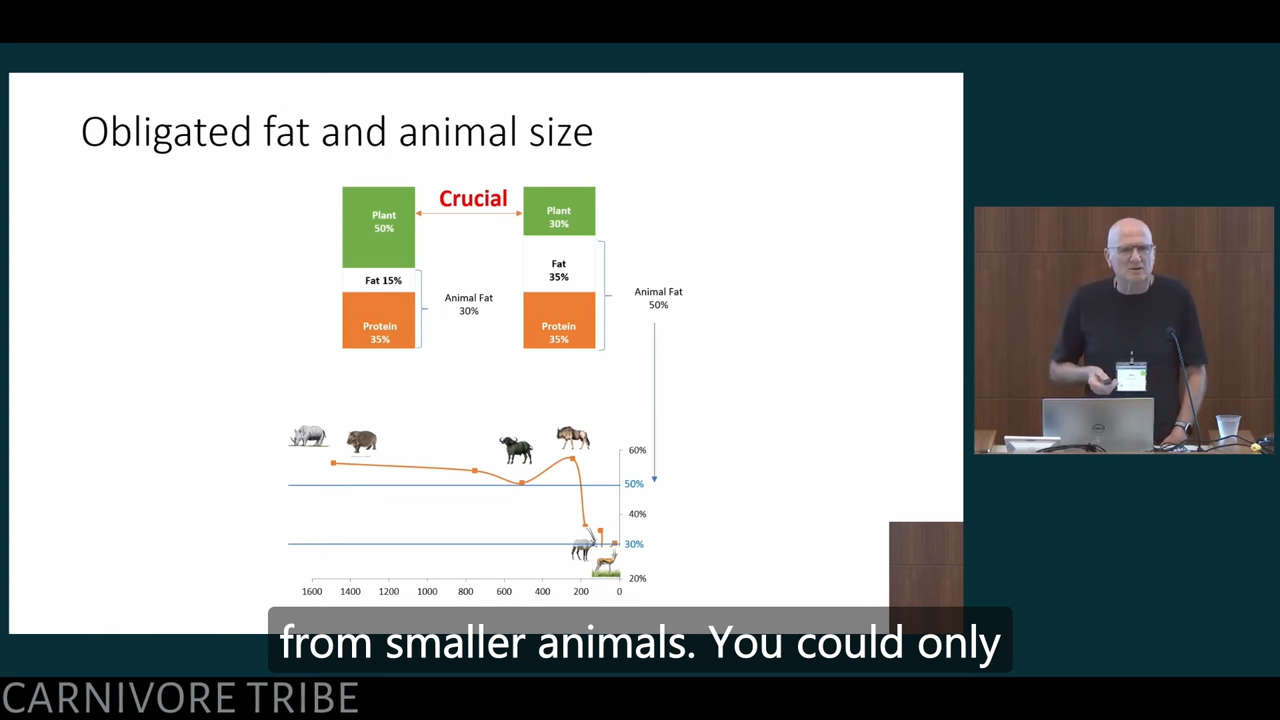 Obligated fat and animal size
Crucial
Plant
50%
Fat 15%
Protein
35%
Animal Fat
30%
Plant
30%
Fat
35%
Protein
35%
Animal Fat
50%
60%
50%
40%
30%
20%
1600
1400
1200
1000
800
600
400
200
0
from smaller animals. You could only
CARNIVORE TRIBE